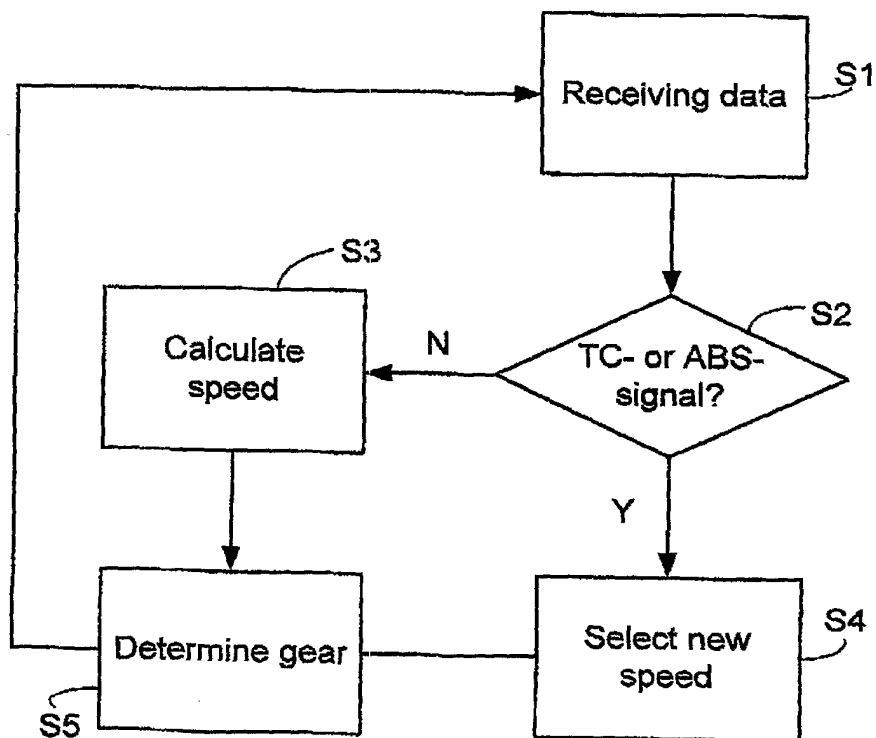 Receiving data
S1
S3
S2
Calculate
speed
N
TC- or ABS-
signal?
Y
Determine gear
Select new
speed
S4
S5